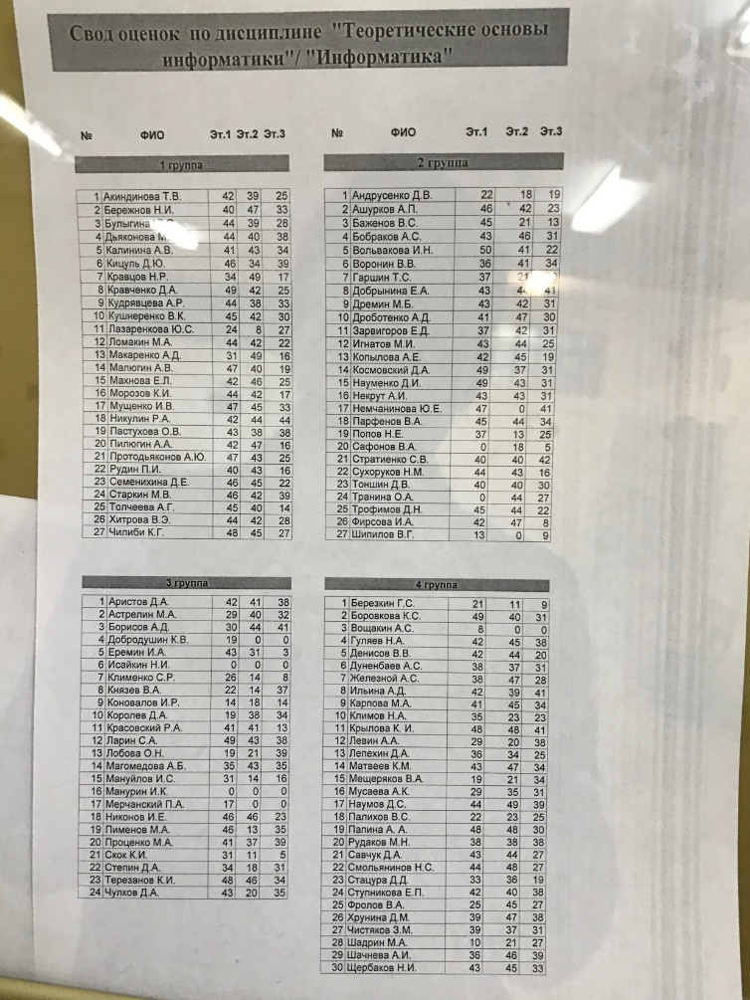 Свод оценок по дисциплине "Теоретические основы
информатики"/ "Информатика"
№ ФИО Эт.1 Эт.2 Эт.3
1 группа
1 Акиндинова Т.В. 42 39 25
2 Бережнов Н.И. 40 47 33
3 Булыгина 44 39 28
4 Дьяконова 44 40 38
5 Калинина А.В. 41 43 34
6 Кицуль Д.Ю. 46 34 39
7 Кравцов Н.Р. 34 49 17
8 Кравченко Д.А. 49 42 25
9 Кудрявцева А.Р. 44 38 33
10 Кушнеренко В.К. 45 42 30
11 Лазаренкова Ю.С. 24 8 27
12 Ломакин М.А. 44 42 22
13 Макаренко А.Д. 31 49 16
14 Малюгин А.В. 47 40 19
15 Махнова Е.Л. 42 46 25
16 Морозов К.И. 44 42 17
17 Мущенко И.В. 47 45 33
18 Никулин Р.А. 42 44 44
19 Пастухова О.В. 43 38 38
20 Пилюгин А.А. 42 47 16
21 Протодьяконов А.Ю. 47 43 25
22 Рудин П.И. 40 43 16
23 Семенихина Д.Е. 46 45 22
24 Старкин М.В. 46 42 39
25 Толчеева А.Г. 45 40 14
26 Хитрова В.Э. 44 42 28
27 Чилиби К.Г. 48 45 27
№ ФИО Эт.1 Эт.2 Эт.3
2 группа
1 Андрусенко Д.В. 22 18 19
2 Ашурков А.П. 46 42 23
3 Баженов В.С. 45 21 13
4 Бобраков А.С. 43 46 31
5 Вольвакова И.Н. 50 41 22
6 Воронин В.В. 36 41 34
7 Гаршин Т.С. 37
8 Добрынина Е.А. 43 41
9 Дремин М.Б. 43 42 31
10 Дроботенко А.Д. 41 47 30
11 Зарвигоров Е.Д. 37 42 31
12 Игнатов М.И. 43 44 25
13 Копылова А.Е. 42 45 19
14 Космовский Д.А. 49 37 31
15 Науменко Д.И. 49 43 31
16 Некрут А.И. 43 43 31
17 Немчанинова Ю.Е. 47 0 41
18 Парфенов В.А. 45 44 34
19 Попов Н.Е. 37 13 25
20 Сафонов В.А. 0 18 5
21 Стратиенко С.В. 40 40 42
22 Сухоруков Н.М. 44 43 16
23 Тоншин Д.В. 40 40 30
24 Транина О.А. 0 44 27
25 Трофимов Д.Н. 45 44 22
26 Фирсова И.А. 42 47 8
27 Шипилов В.Г. 13 0 9
3 группа
1 Аристов Д.А. 42 41 38
2 Астрелин М.А. 29 40 32
3 Борисов А.Д. 30 44 41
4 Добродушин К.В. 19 0 0
5 Еремин И.А. 43 31 3
6 Исайкин Н.И. 0 0 0
7 Клименко С.Р. 26 14 8
8 Князев В.А. 22 14 37
9 Коновалов И.Р. 14 18 14
10 Королев Д.А. 19 38 34
11 Красовский Р.А. 41 41 13
12 Ларин С.А. 49 43 38
13 Лобова О.Н. 19 21 39
14 Магомедова А.Б. 35 43 35
15 Мануйлов И.С. 31 14 16
16 Манурин И.К. 0 0 0
17 Мерчанский П.А. 17 0 0
18 Никонов И.Е. 46 46 23
19 Пименов М.А. 46 13 35
20 Проценко М.А. 41 37 39
21 Скок К.И. 31 11 5
22 Степин Д.А. 34 18 31
23 Терезанов К.И. 48 46 34
24 Чулков Д.А. 43 20 35
4 группа
1 Березкин Г.С. 21 11 9
2 Боровкова К.С. 49 40 31
3 Вощакин А.С. 8 0 0
4 Гуляев Н.А. 42 45 38
5 Денисов В.В. 42 44 20
6 Дуненбаев А.С. 38 37 31
7 Железной А.С. 38 47 28
8 Ильина А.Д. 42 39 41
9 Карпова М.А. 41 45 34
10 Климов Н.А. 35 23 23
11 Крылова К. И. 48 48 41
12 Левин А.А. 29 20 38
13 Лепехин Д.А. 36 34 25
14 Матвеев К.М. 43 47 34
15 Мещеряков В.А. 19 21 34
16 Мусаева А.К. 29 35 31
17 Наумов Д.С. 44 49 39
18 Палихов В.С. 22 23 25
19 Палина А. А. 48 48 30
20 Рудаков М.Н. 38 38 38
21 Савчук Д.А. 43 44 27
22 Смольянинов Н.С. 44 48 27
23 Стацура Д.Д. 33 36 19
24 Ступникова Е.П. 42 40 38
25 Фролов В.А. 25 45 27
26 Хрунина Д.М. 39 47 38
27 Чистяков З.М. 39 37 31
28 Шадрин М.А. 10 21 27
29 Шачнева А.И. 36 46 39
30 Щербаков Н.И. 43 45 33